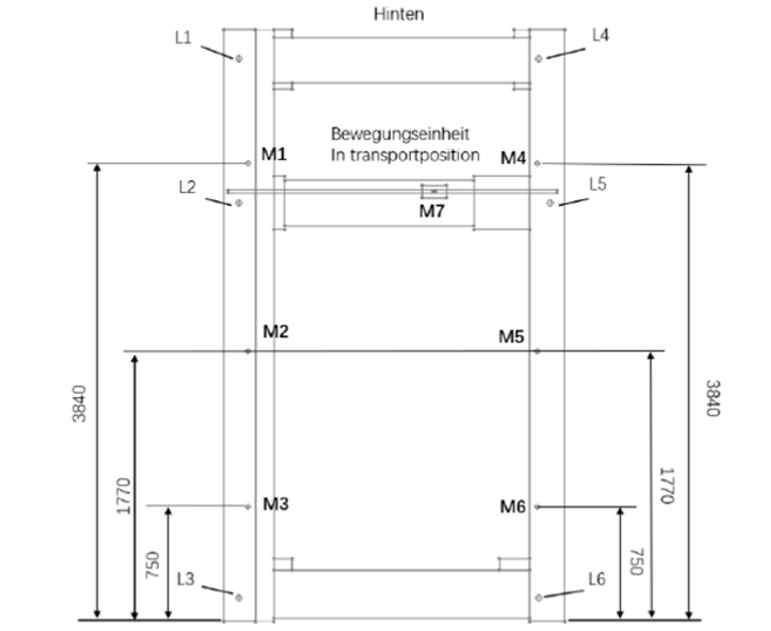 Hinten
L1
L4
Bewegungseinheit
In transportposition
M1
M4
L2
L5
M7
M2
M5
3840
3840
1770
1770
M3
M6
750
750
L3
L6